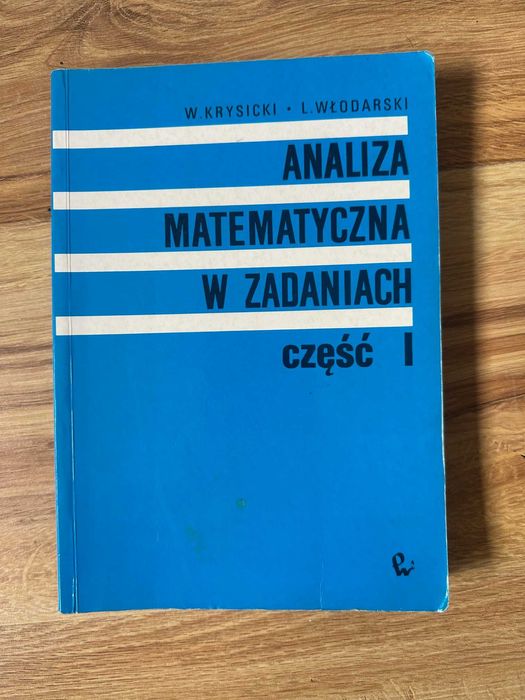 W. KRYSICKI • L. WŁODARSKI
ANALIZA
MATEMATYCZNA
W ZADANIACH
część I